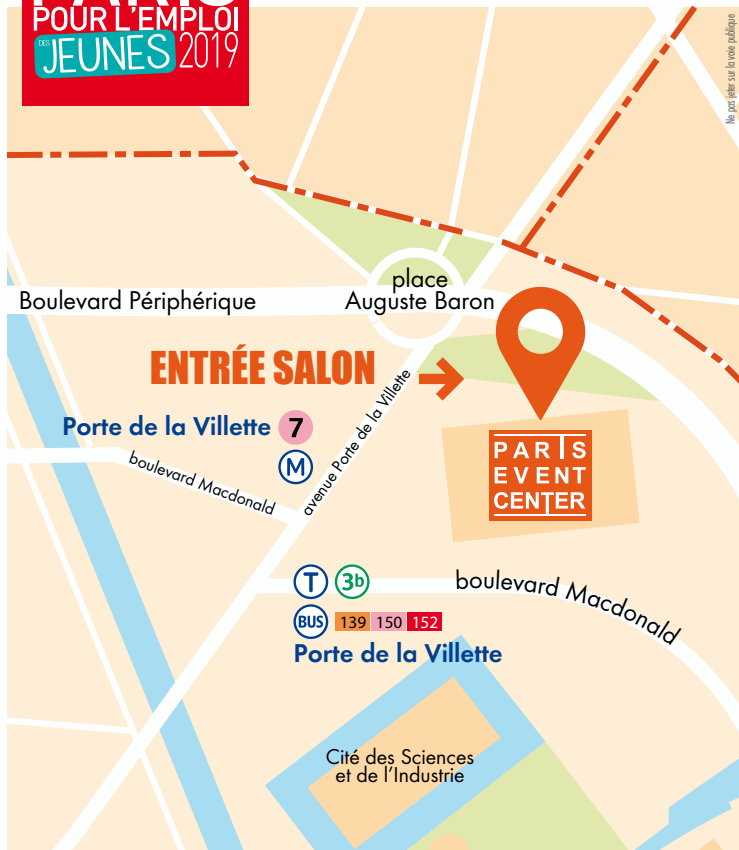 PARIS
POUR L'EMPLOI
DES
JEUNES 2019
Ne pas jeter sur la voie publique
place
Auguste Baron
Boulevard Périphérique
ENTRÉE SALON
Porte de la Villette 7
M
boulevard Macdonald
avenue Porte de la Villette
PARIS
EVENT
CENTER
T 3b
boulevard Macdonald
BUS 139 150 152
Porte de la Villette
Cité des Sciences
et de l'Industrie